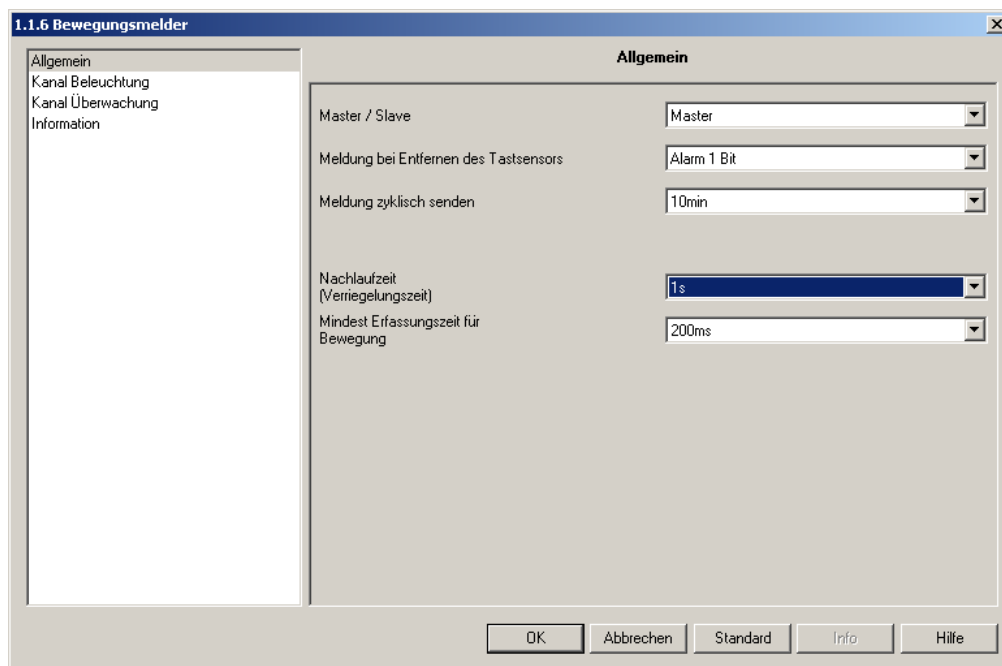 1.1.6 Bewegungsmelder
Allgemein
Kanal Beleuchtung
Kanal Überwachung
Information
Allgemein
Master / Slave
Master
Meldung bei Entfernen des Tastsensors
Alarm 1 Bit
Meldung zyklisch senden
10min
Nachlaufzeit
(Verriegelungszeit)
1s
Mindest Erfassungszeit für
Bewegung
200ms
OK
Abbrechen
Standard
Info
Hilfe